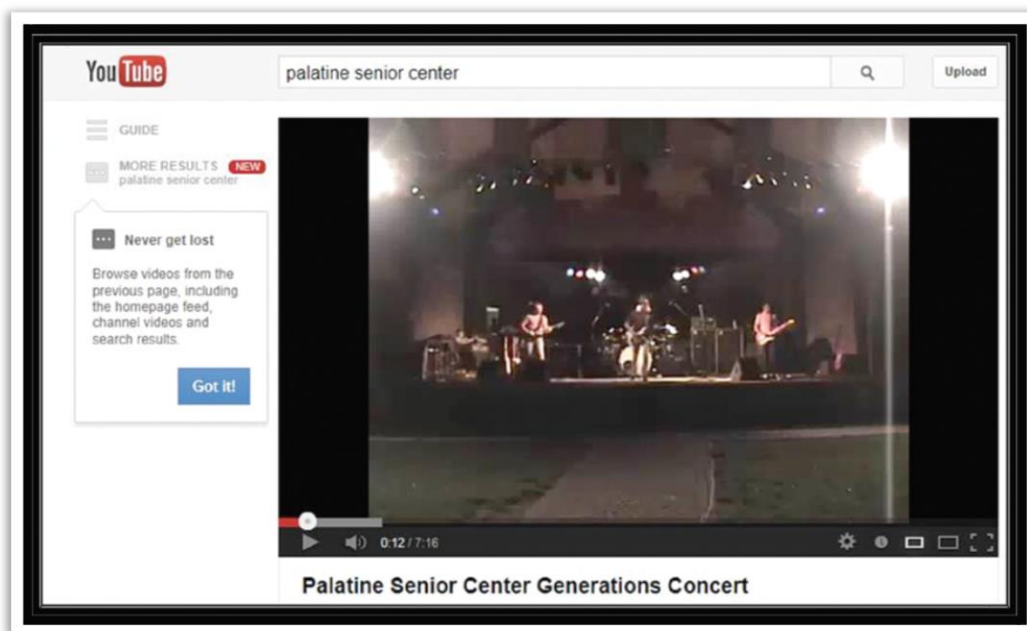 YouTube
palatine senior center
Upload
GUIDE
MORE RESULTS NEW
palatine senior center
Never get lost
Browse videos from the
previous page, including
the homepage feed,
channel videos and
search results.
Got it!
0:12 / 7:16
Palatine Senior Center Generations Concert